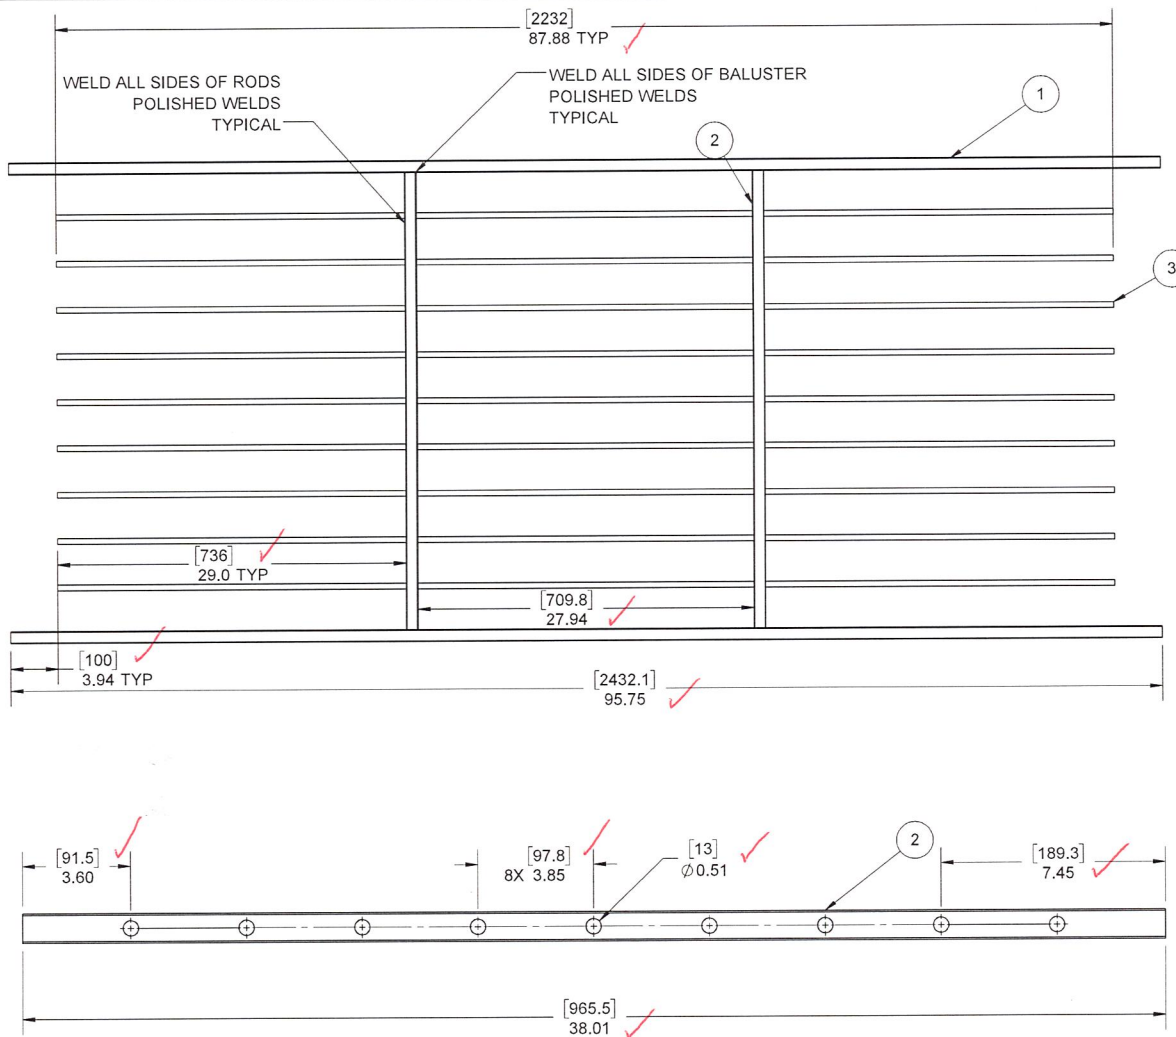 [2232]
87.88 TYP
WELD ALL SIDES OF RODS
POLISHED WELDS
TYPICAL
WELD ALL SIDES OF BALUSTER
POLISHED WELDS
TYPICAL
1
2
3
[736]
29.0 TYP
[709.8]
27.94
[100]
3.94 TYP
[2432.1]
95.75
[91.5]
3.60
[97.8]
8X 3.85
[13]
Ø0.51
2
[189.3]
7.45
[965.5]
38.01